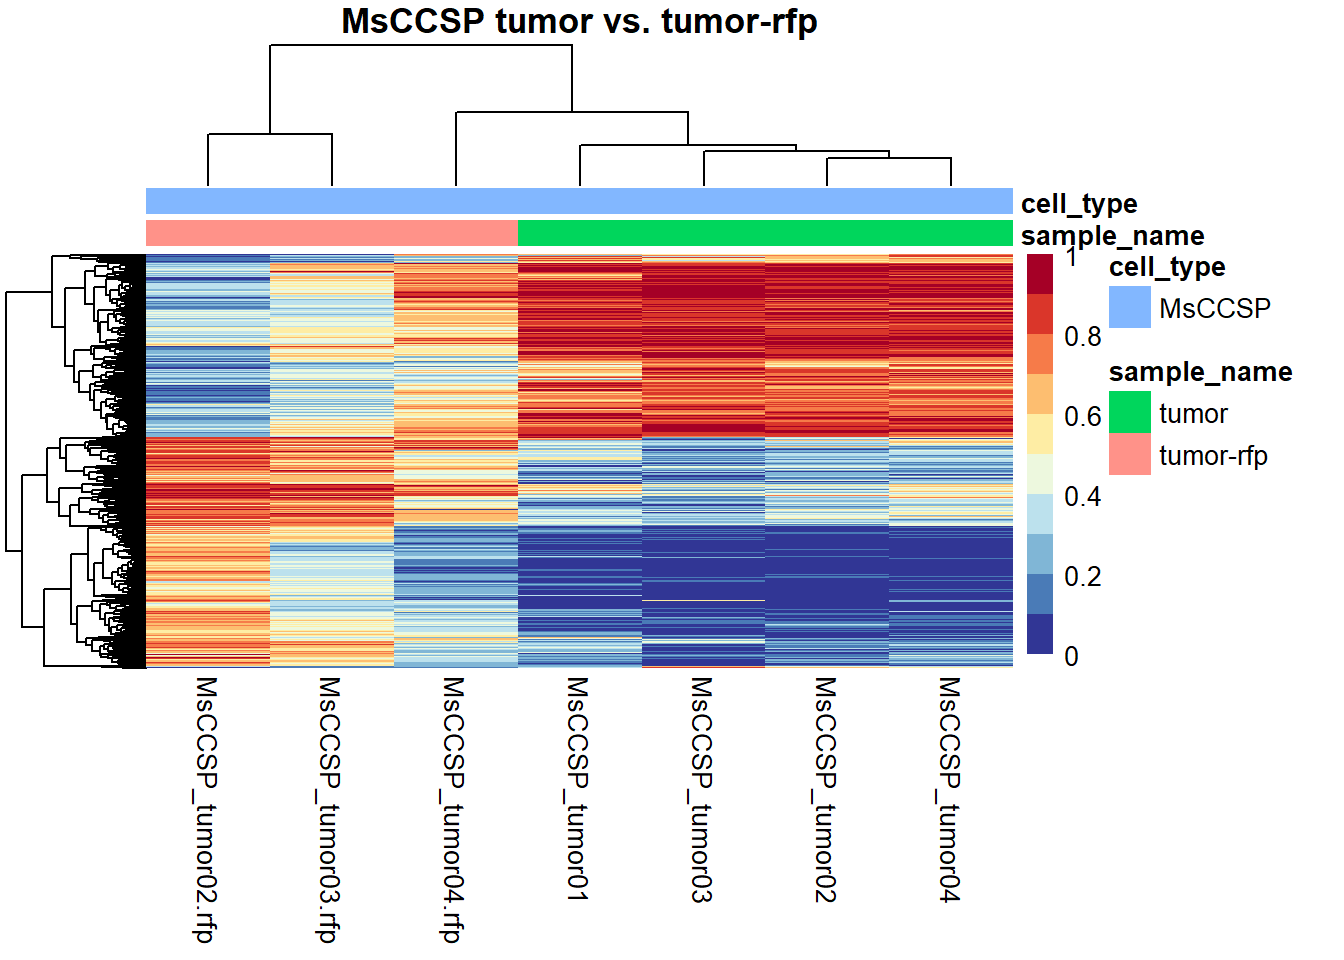 MsCCSP tumor vs. tumor-rfp
cell_type
sample_name
1
0.8
0.6
0.4
0.2
0
cell_type
MsCCSP
sample_name
tumor
tumor-rfp
MsCCSP_tumor02.rfp
MsCCSP_tumor03.rfp
MsCCSP_tumor04.rfp
MsCCSP_tumor01
MsCCSP_tumor03
MsCCSP_tumor02
MsCCSP_tumor04